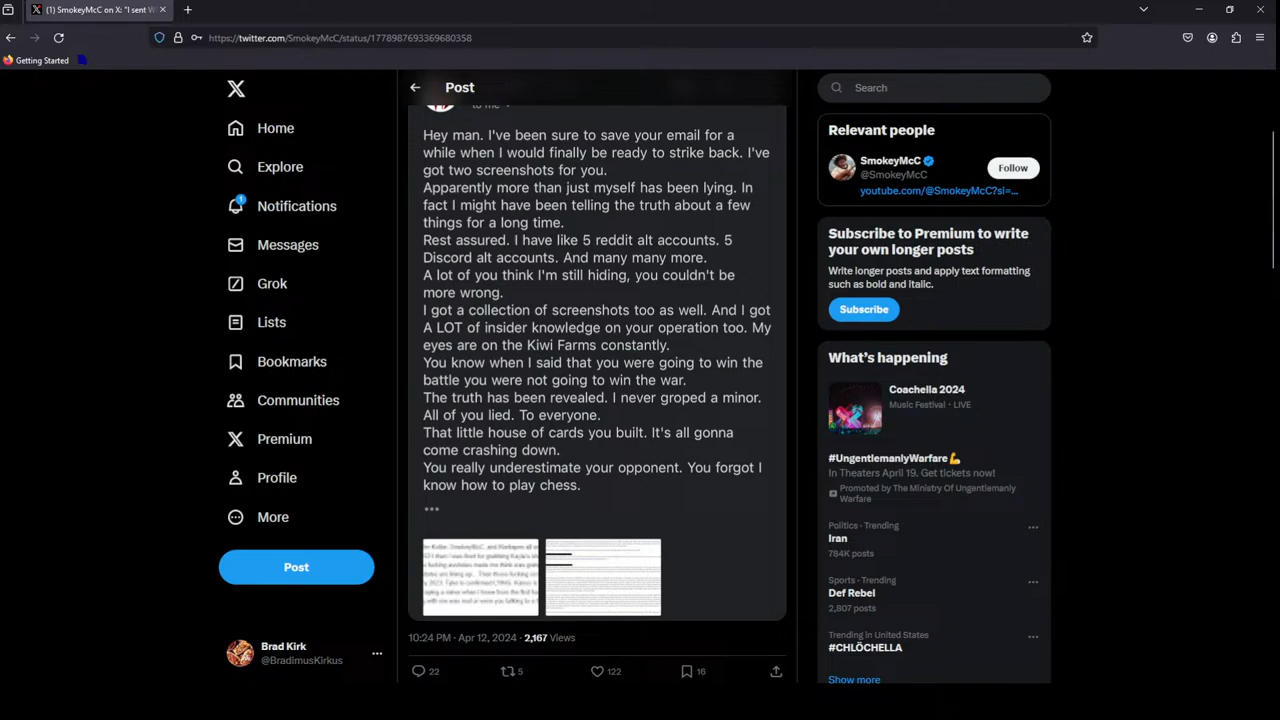 (1) SmokeyMcC on X: "I sent W
https://twitter.com/SmokeyMcC/status/1778987693369680358
Getting Started
Home
Explore
1
Notifications
Messages
Grok
Lists
Bookmarks
Communities
Premium
Profile
More
Post
Brad Kirk
@BradimusKirkus
Post
to me
Hey man. I've been sure to save your email for a
while when I would finally be ready to strike back. I've
got two screenshots for you.
Apparently more than just myself has been lying. In
fact I might have been telling the truth about a few
things for a long time.
Rest assured. I have like 5 reddit alt accounts. 5
Discord alt accounts. And many many more.
A lot of you think I'm still hiding, you couldn't be
more wrong.
I got a collection of screenshots too as well. And I got
A LOT of insider knowledge on your operation too. My
eyes are on the Kiwi Farms constantly.
You know when I said that you were going to win the
battle you were not going to win the war.
The truth has been revealed. I never groped a minor.
All of you lied. To everyone.
That little house of cards you built. It's all gonna
come crashing down.
You really underestimate your opponent. You forgot I
know how to play chess.
10:24 PM · Apr 12, 2024 · 2,167 Views
22
5
122
16
Search
Relevant people
SmokeyMcC
@SmokeyMcC
Follow
youtube.com/@SmokeyMcC?si=...
Subscribe to Premium to write
your own longer posts
Write longer posts and apply text formatting
such as bold and italic.
Subscribe
What's happening
Coachella 2024
Music Festival · LIVE
#UngentlemanlyWarfare💪
In Theaters April 19. Get tickets now!
Promoted by The Ministry Of Ungentlemanly
Warfare
Politics · Trending
Iran
784K posts
Sports · Trending
Def Rebel
2,807 posts
Trending in United States
#CHLÖCHELLA
Show more